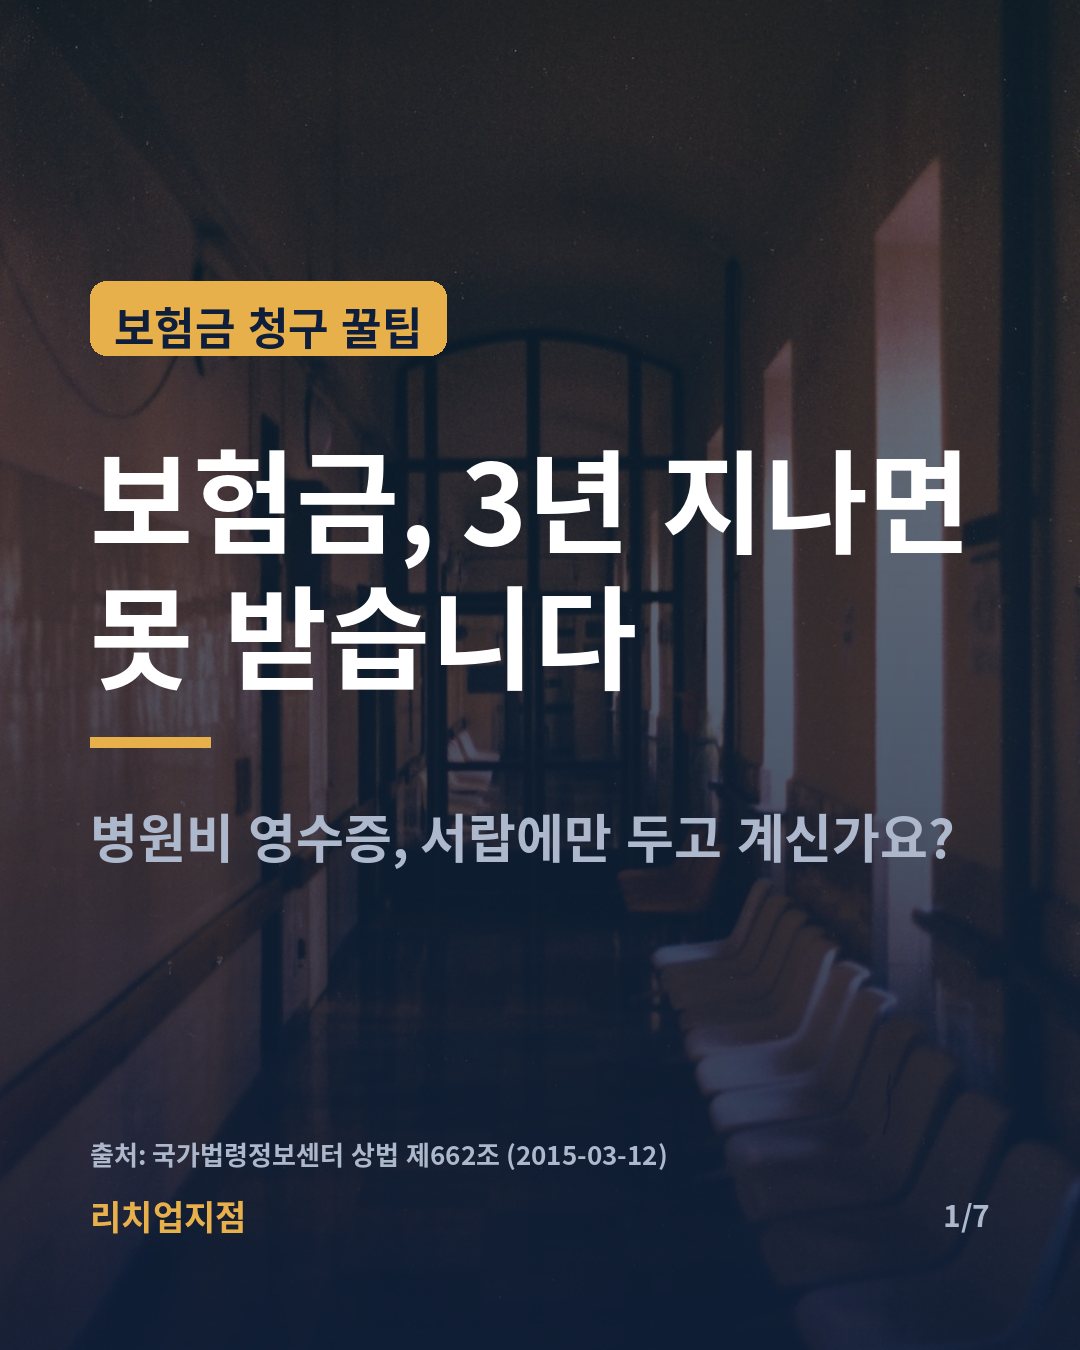 보험금 청구 꿀팁
보험금, 3년 지나면
못 받습니다
병원비 영수증, 서랍에만 두고 계신가요?
출처: 국가법령정보센터 상법 제662조 (2015-03-12)
리치업지점
1/7